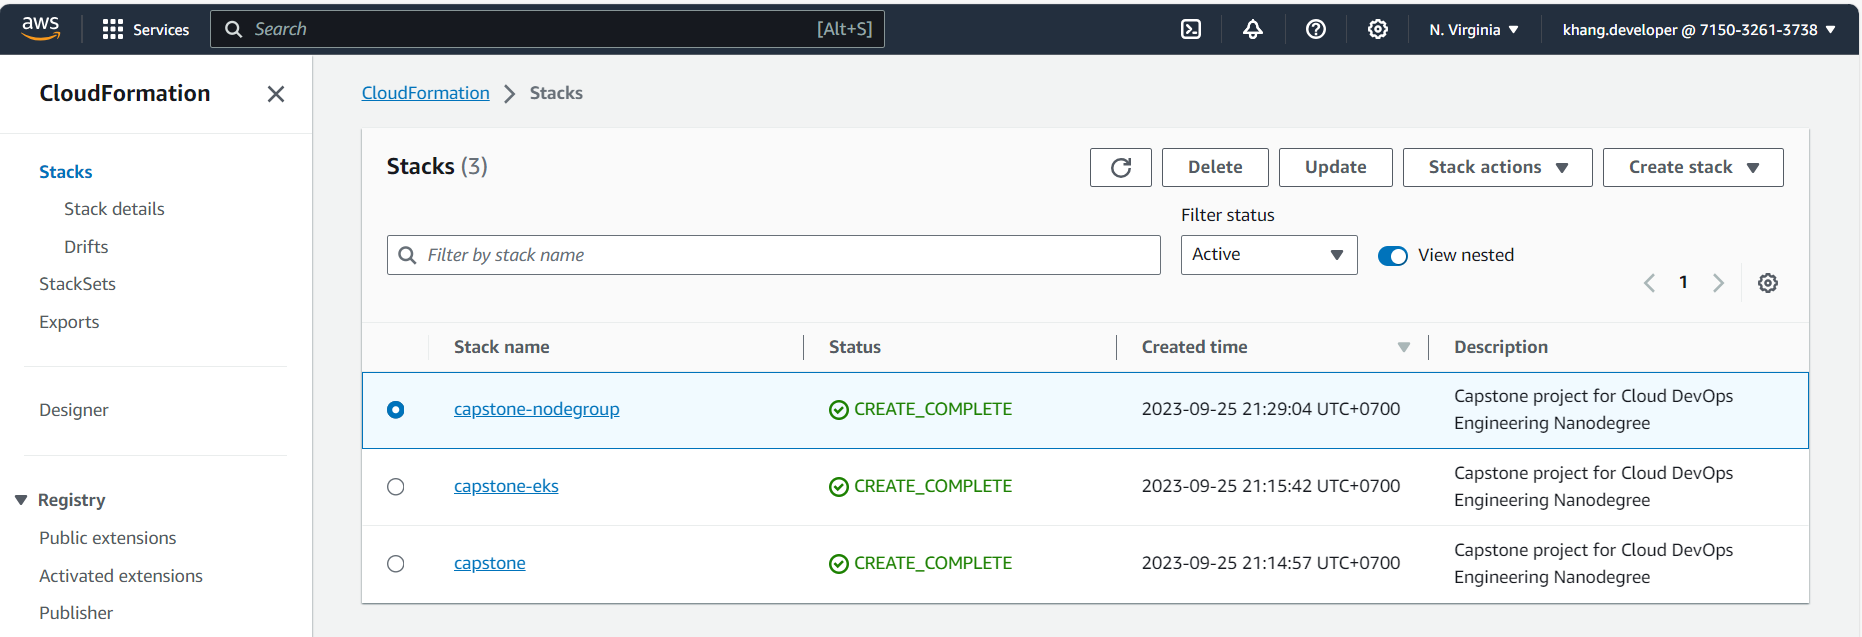 aws
Services
Search
[Alt+S]
N. Virginia
khang.developer @ 7150-3261-3738
CloudFormation
Stacks
Stack details
Drifts
StackSets
Exports
Designer
Registry
Public extensions
Activated extensions
Publisher
CloudFormation
Stacks
Stacks (3)
Delete
Update
Stack actions
Create stack
Filter status
Filter by stack name
Active
View nested
1
Stack name
Status
Created time
Description
capstone-nodegroup
CREATE_COMPLETE
2023-09-25 21:29:04 UTC+0700
Capstone project for Cloud DevOps
Engineering Nanodegree
capstone-eks
CREATE_COMPLETE
2023-09-25 21:15:42 UTC+0700
Capstone project for Cloud DevOps
Engineering Nanodegree
capstone
CREATE_COMPLETE
2023-09-25 21:14:57 UTC+0700
Capstone project for Cloud DevOps
Engineering Nanodegree